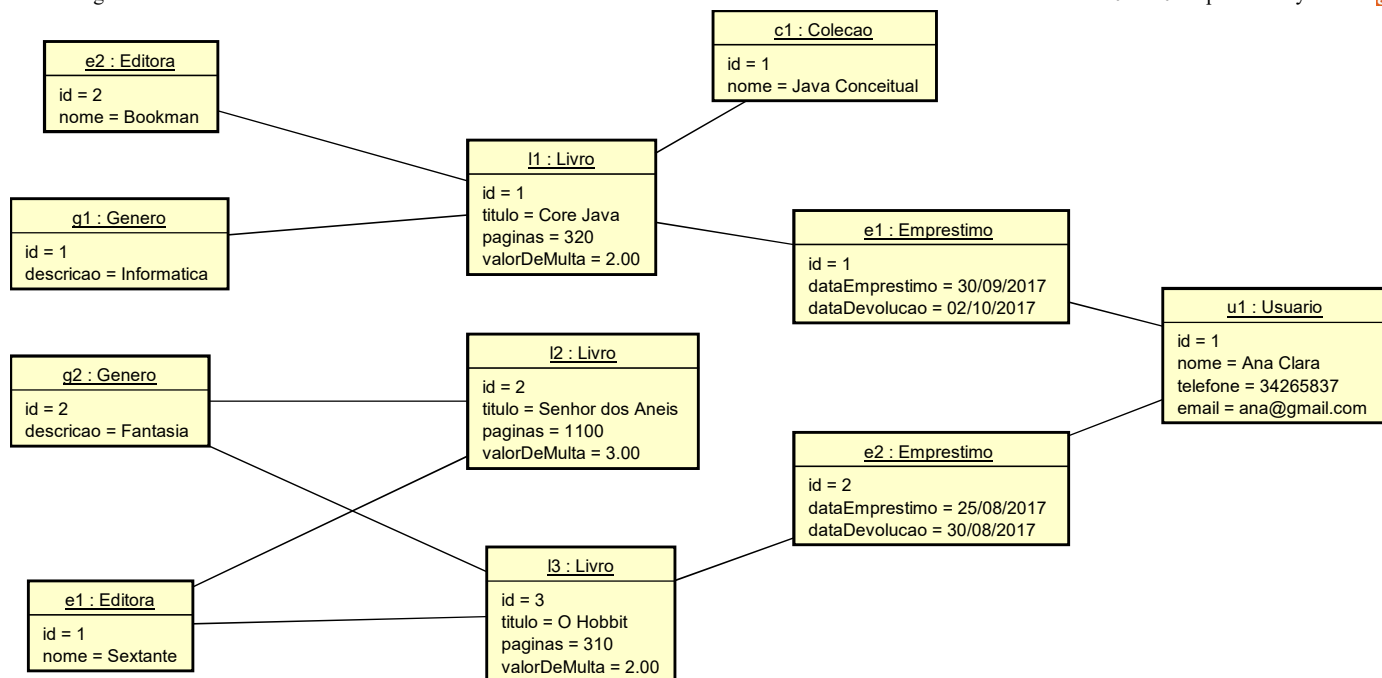 c1 : Colecao
id = 1
nome = Java Conceitual
e2 : Editora
id = 2
nome = Bookman
l1 : Livro
id = 1
titulo = Core Java
paginas = 320
valorDeMulta = 2.00
g1 : Genero
id = 1
descricao = Informatica
e1 : Emprestimo
id = 1
dataEmprestimo = 30/09/2017
dataDevolucao = 02/10/2017
u1 : Usuario
id = 1
nome = Ana Clara
telefone = 34265837
email = ana@gmail.com
l2 : Livro
id = 2
titulo = Senhor dos Aneis
paginas = 1100
valorDeMulta = 3.00
g2 : Genero
id = 2
descricao = Fantasia
e2 : Emprestimo
id = 2
dataEmprestimo = 25/08/2017
dataDevolucao = 30/08/2017
l3 : Livro
id = 3
titulo = O Hobbit
paginas = 310
valorDeMulta = 2.00
e1 : Editora
id = 1
nome = Sextante